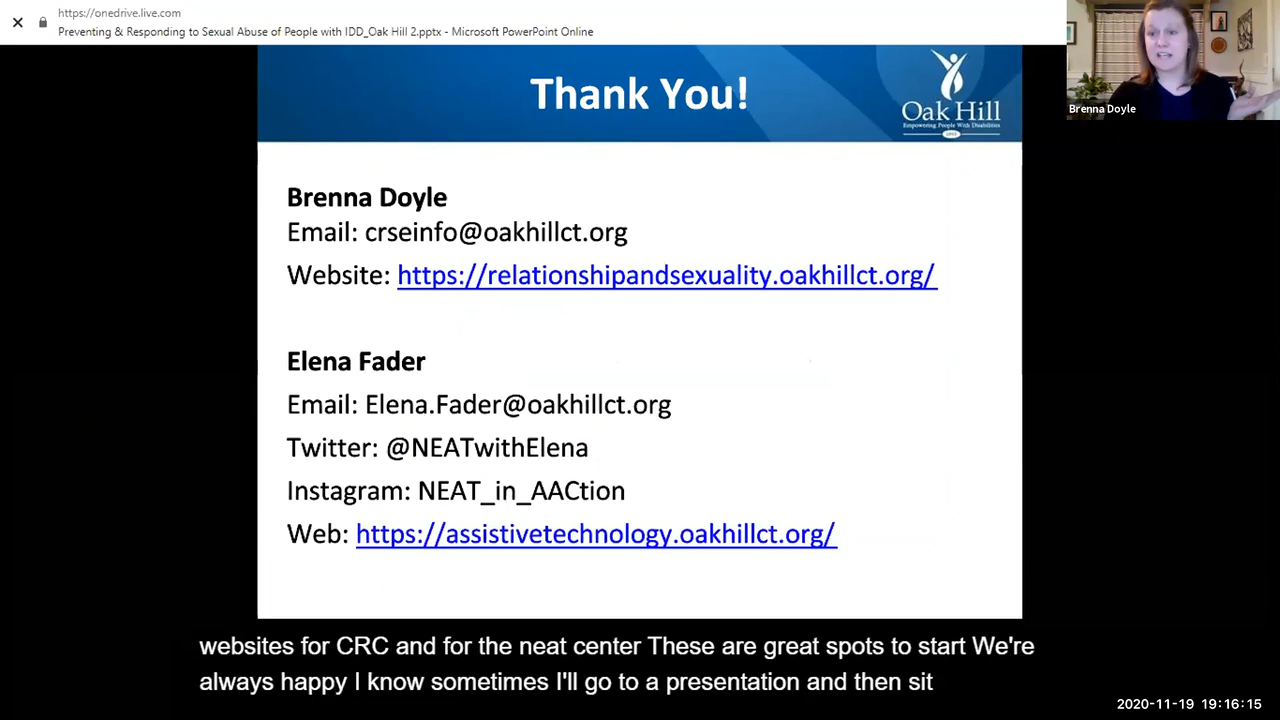 https://onedrive.live.com
Preventing & Responding to Sexual Abuse of People with IDD_Oak Hill 2.pptx - Microsoft PowerPoint Online
Brenna Doyle
Thank You!
Oak Hill
Empowering People With Disabilities
Brenna Doyle
Email: crseinfo@oakhillct.org
Website: https://relationshipandsexuality.oakhillct.org/
Elena Fader
Email: Elena.Fader@oakhillct.org
Twitter: @NEATwithElena
Instagram: NEAT_in_AACtion
Web: https://assistivetechnology.oakhillct.org/
websites for CRC and for the neat center These are great spots to start We're
always happy I know sometimes I'll go to a presentation and then sit
2020-11-19 19:16:15